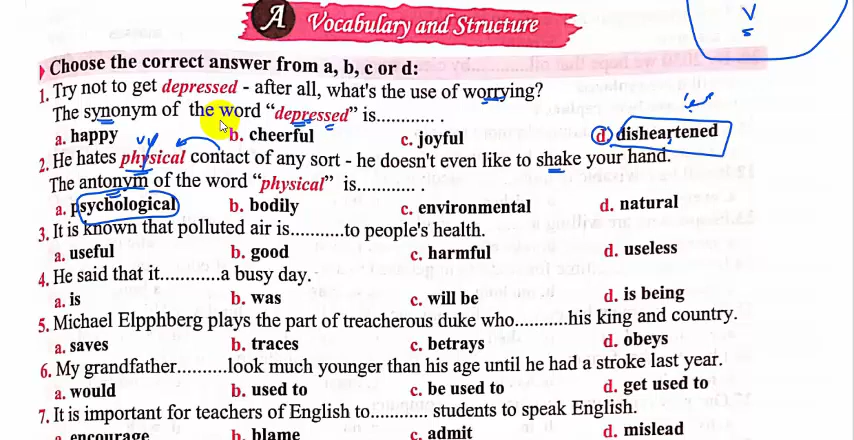 A Vocabulary and Structure
Choose the correct answer from a, b, c or d:
1. Try not to get depressed - after all, what's the use of worrying?
The synonym of the word “depressed” is............ .
a. happy b. cheerful c. joyful d. disheartened
2. He hates physical contact of any sort - he doesn't even like to shake your hand.
The antonym of the word “physical” is............ .
a. psychological b. bodily c. environmental d. natural
3. It is known that polluted air is...........to people's health.
a. useful b. good c. harmful d. useless
4. He said that it............a busy day.
a. is b. was c. will be d. is being
5. Michael Elpphberg plays the part of treacherous duke who...........his king and country.
a. saves b. traces c. betrays d. obeys
6. My grandfather..........look much younger than his age until he had a stroke last year.
a. would b. used to c. be used to d. get used to
7. It is important for teachers of English to............ students to speak English.
a. encourage b. blame c. admit d. mislead